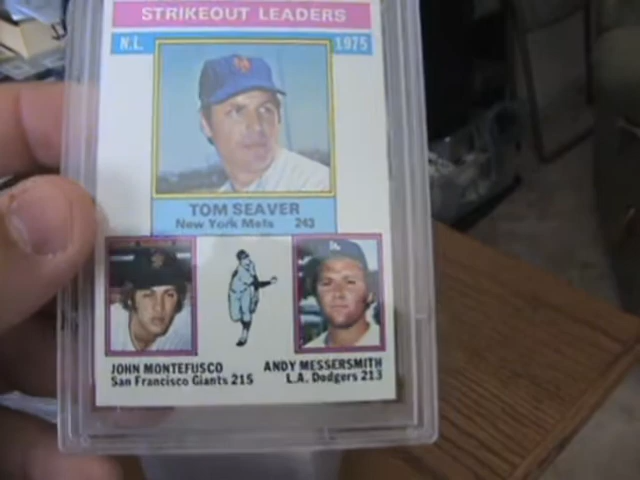 STRIKEOUT LEADERS
N.L. 1975
TOM SEAVER
New York Mets 243
JOHN MONTEFUSCO
San Francisco Giants 215
ANDY MESSERSMITH
L.A. Dodgers 213